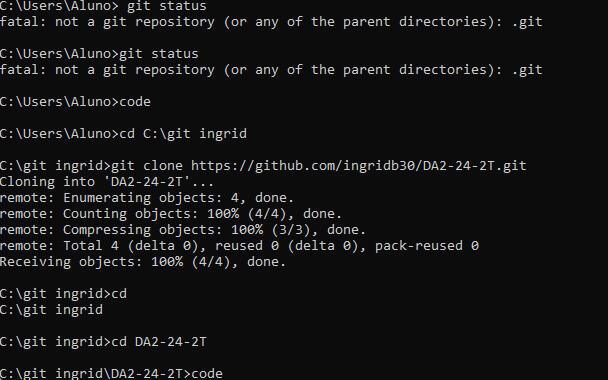 C:\Users\Aluno> git status
fatal: not a git repository (or any of the parent directories): .git
C:\Users\Aluno>git status
fatal: not a git repository (or any of the parent directories): .git
C:\Users\Aluno>code
C:\Users\Aluno>cd C:\git ingrid
C:\git ingrid>git clone https://github.com/ingridb30/DA2-24-2T.git
Cloning into 'DA2-24-2T'...
remote: Enumerating objects: 4, done.
remote: Counting objects: 100% (4/4), done.
remote: Compressing objects: 100% (3/3), done.
remote: Total 4 (delta 0), reused 0 (delta 0), pack-reused 0
Receiving objects: 100% (4/4), done.
C:\git ingrid>cd
C:\git ingrid
C:\git ingrid>cd DA2-24-2T
C:\git ingrid\DA2-24-2T>code